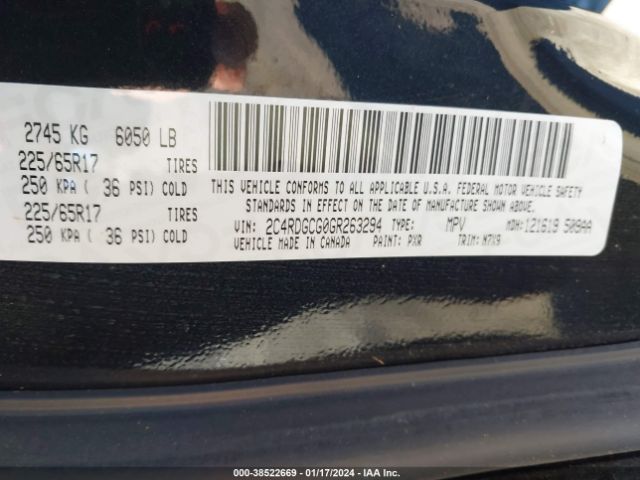 2745 KG 6050 LB
225/65R17 TIRES
250 KPA ( 36 PSI) COLD
225/65R17 TIRES
250 KPA ( 36 PSI) COLD
THIS VEHICLE CONFORMS TO ALL APPLICABLE U.S.A. FEDERAL MOTOR VEHICLE SAFETY
STANDARDS IN EFFECT ON THE DATE OF MANUFACTURE SHOWN ABOVE.
VIN: 2C4RDGCG0GR263294 TYPE: MPV MDH: 121619 509AA
VEHICLE MADE IN CANADA PAINT: PXR TRIM: N7X9
© COPY - 38522669 - 01/17/2024 - IAA Inc.